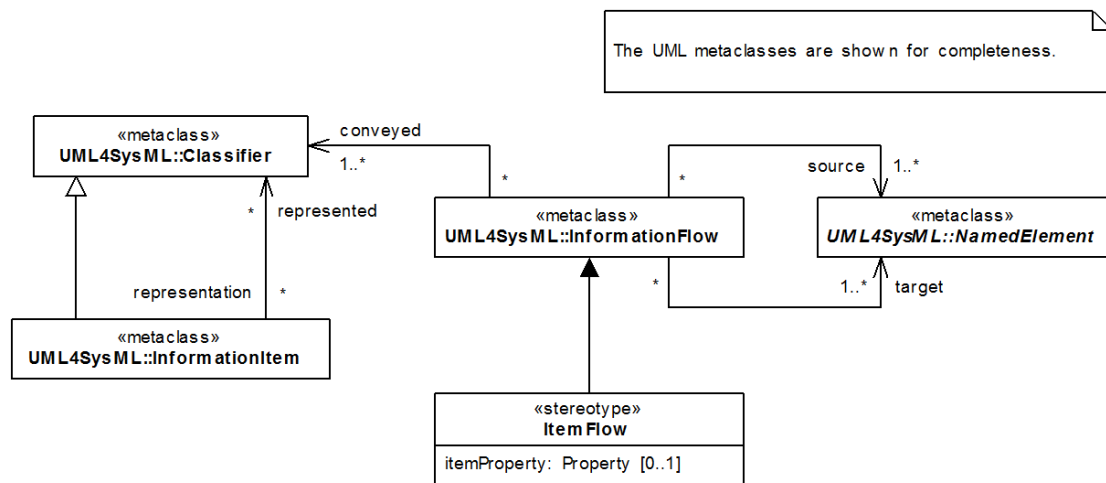 The UML metaclasses are shown for completeness.
«metaclass»
UML4SysML::Classifier
conveyed
1..*
*
*
source
1..*
* represented
«metaclass»
UML4SysML::InformationFlow
«metaclass»
UML4SysML::NamedElement
representation
*
*
1..*
target
«metaclass»
UML4SysML::InformationItem
«stereotype»
ItemFlow
itemProperty: Property [0..1]